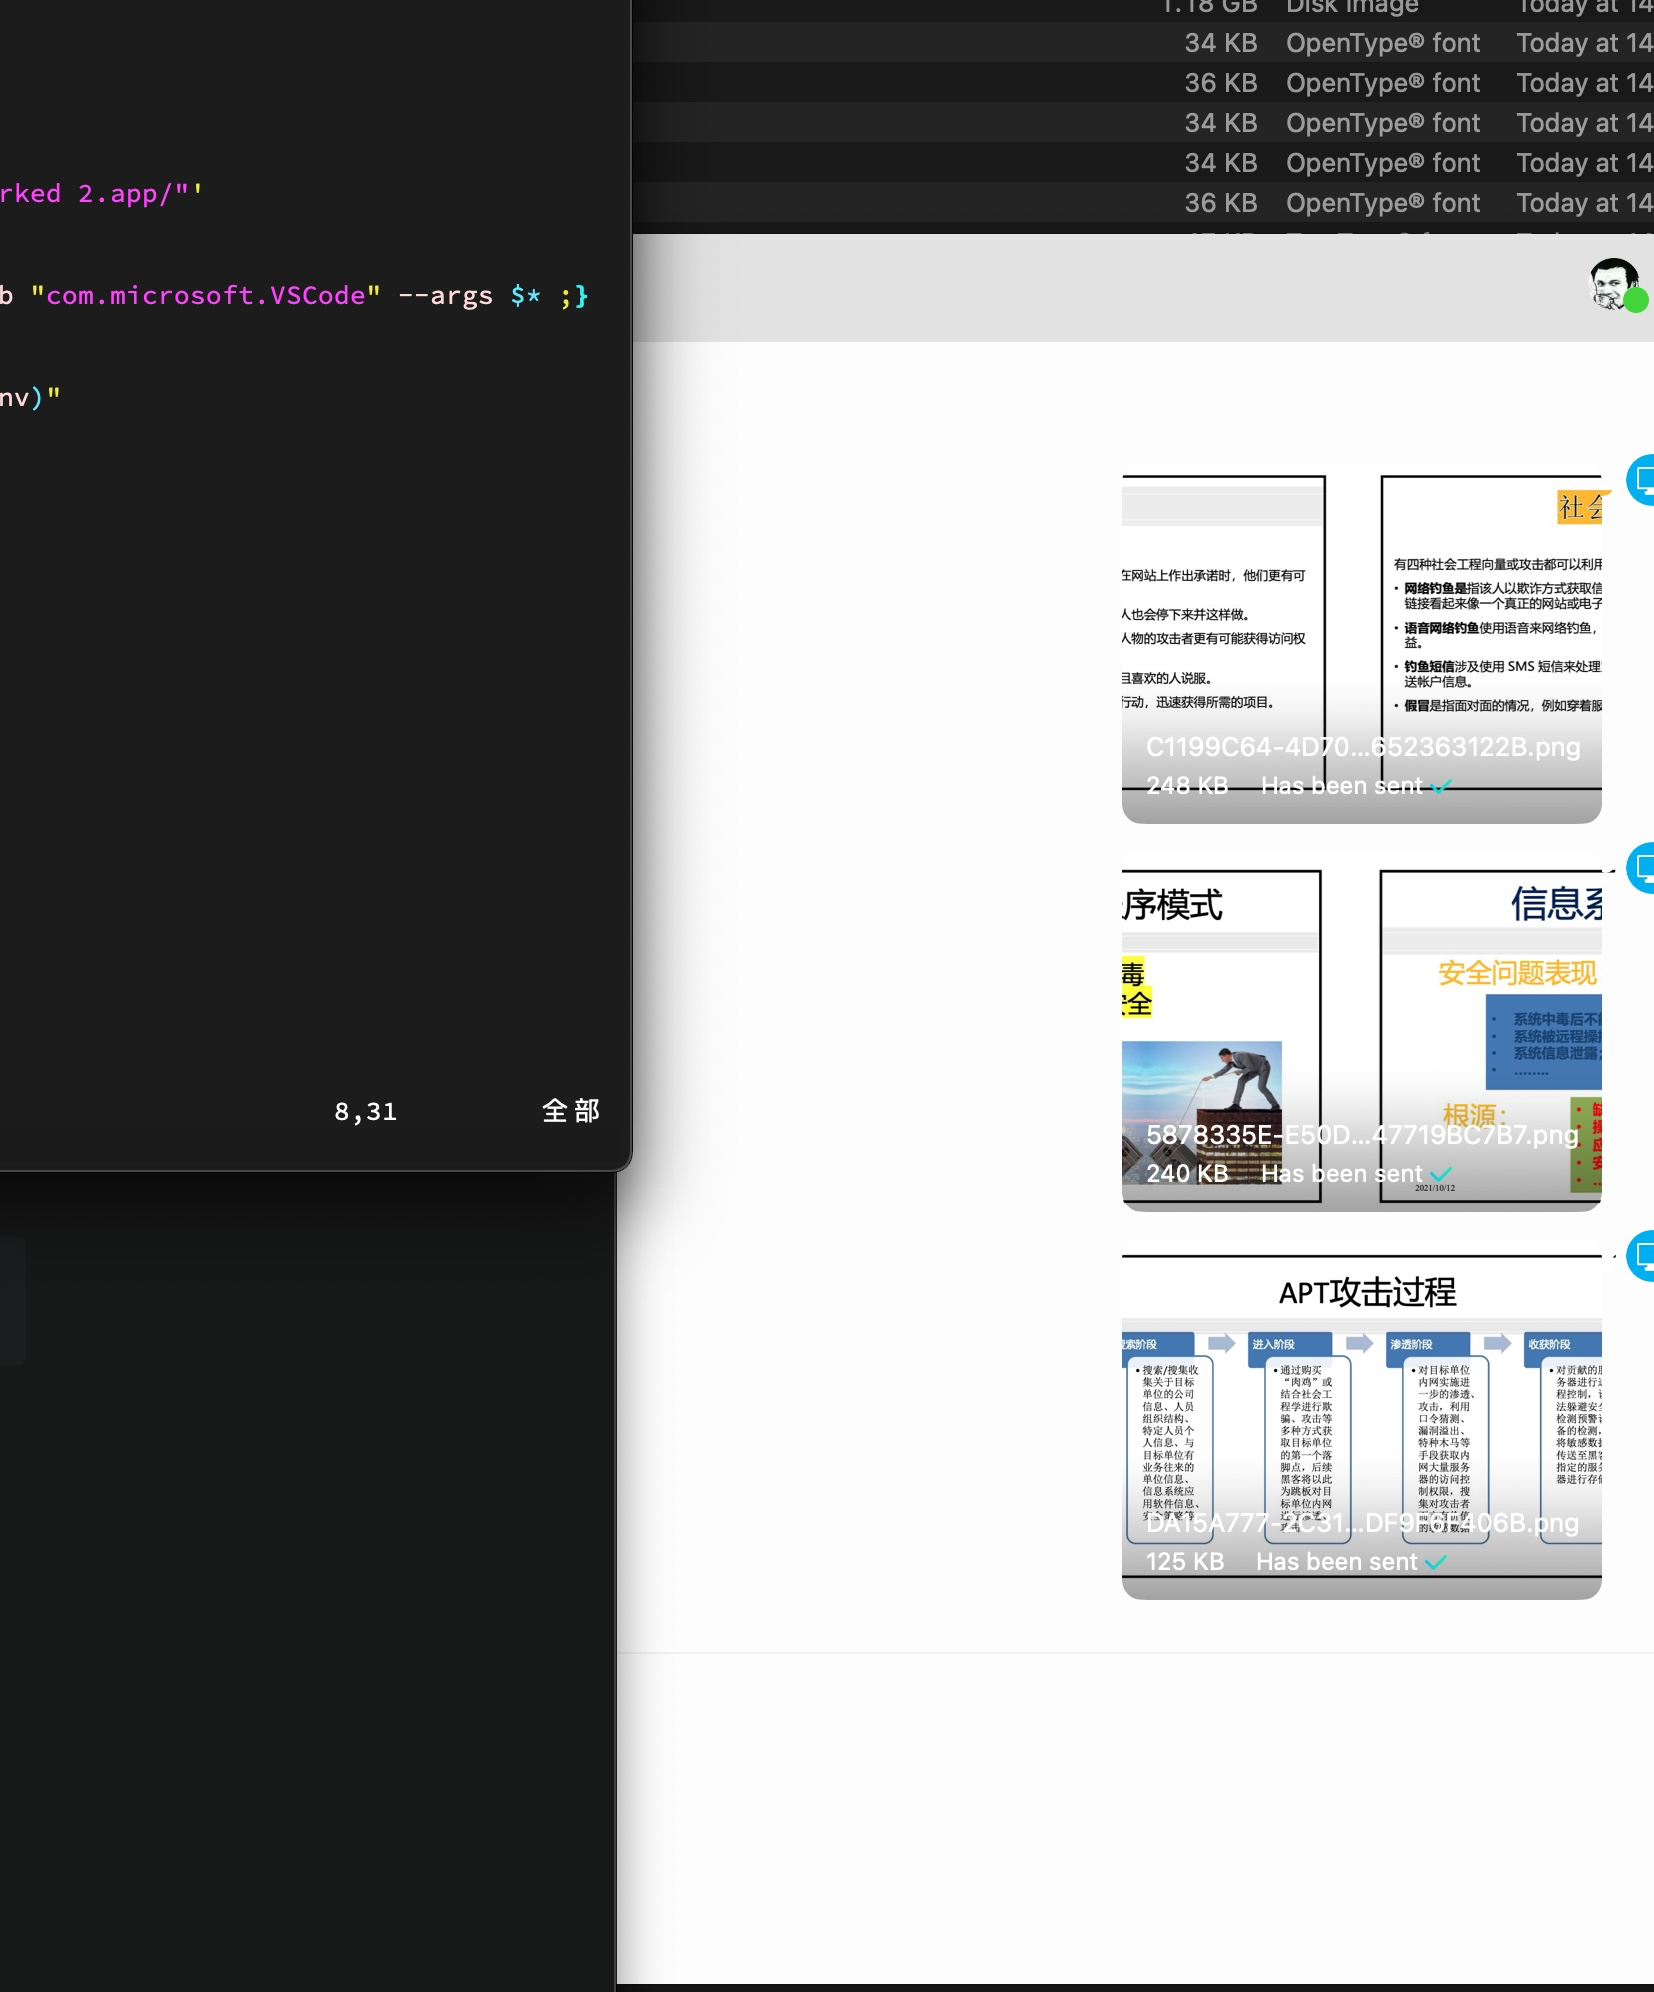 rked 2.app/"'
b "com.microsoft.VSCode" --args $* ;}
nv)"
8,31 全部
1.18 GB Disk Image Today at 14
34 KB OpenType® font Today at 14
36 KB OpenType® font Today at 14
34 KB OpenType® font Today at 14
34 KB OpenType® font Today at 14
36 KB OpenType® font Today at 14
在网站上作出承诺时，他们更有可
人也会停下来并这样做。
人物的攻击者更有可能获得访问权
且喜欢的人说服。
行动，迅速获得所需的项目。
社会
有四种社会工程向量或攻击都可以利用
• 网络钓鱼是指该人以欺诈方式获取信
链接看起来像一个真正的网站或电子
• 语音网络钓鱼使用语音来网络钓鱼，
益。
• 钓鱼短信涉及使用 SMS 短信来处理
送帐户信息。
• 假冒是指面对面的情况，例如穿着服
C1199C64-4D70...652363122B.png
248 KB Has been sent
序模式
毒
安全
信息系
安全问题表现
• 系统中毒后不能
• 系统被远程操
• 系统信息泄露；
• ........
根源：
2021/10/12
5878335E-E50D...47719BC7B7.png
240 KB Has been sent
APT攻击过程
搜索阶段
• 搜索/搜集收
集关于目标
单位的公司
信息、人员
组织结构、
特定人员个
人信息、与
目标单位有
业务往来的
单位信息、
信息系统应
用软件信息、
安全策略等
进入阶段
• 通过购买
“肉鸡”或
结合社会工
程学进行欺
骗、攻击等
多种方式获
取目标单位
的第一个落
脚点，后续
黑客将以此
为跳板对目
标单位内网
进行渗透
攻击
渗透阶段
• 对目标单位
内网实施进
一步的渗透、
攻击，利用
口令猜测、
漏洞溢出、
特种木马等
手段获取内
网大量服务
器的访问控
制权限，搜
集对攻击者
而言有价值
的敏感数据
收获阶段
• 对贡献的服
务器进行远
程控制，设
法躲避安全
检测预警设
备的检测，
将敏感数据
传送至黑客
指定的服务
器进行存储
DA15A777-2C31...DF9F6F406B.png
125 KB Has been sent